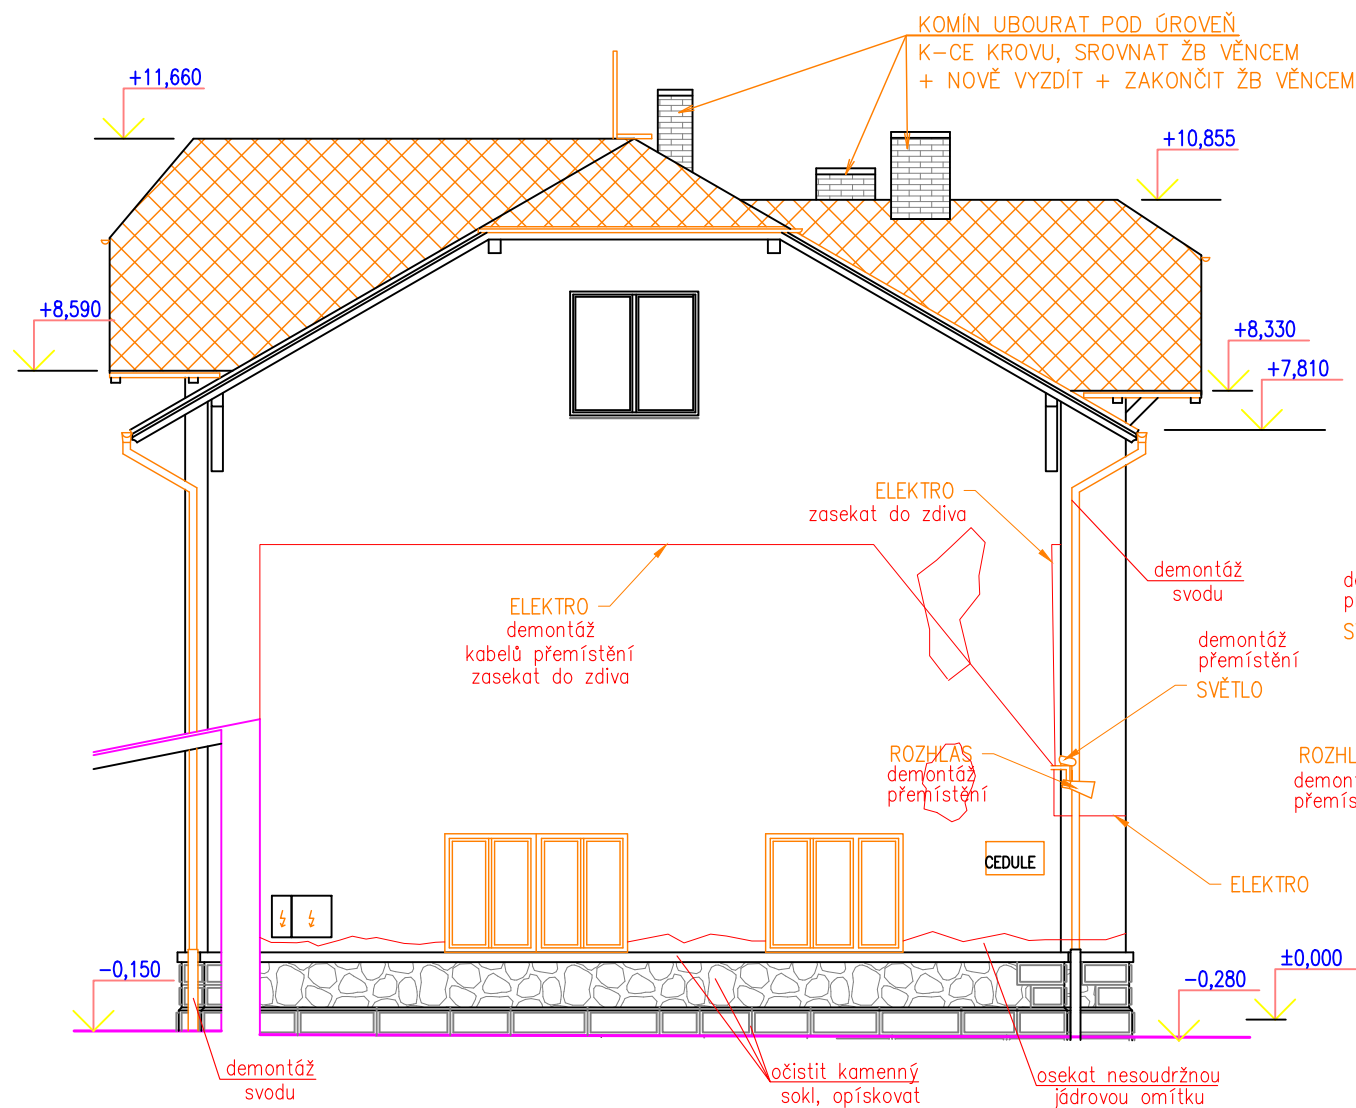 KOMÍN UBOURAT POD ÚROVEŇ
K-CE KROVU, SROVNAT ŽB VĚNCEM
+ NOVĚ VYZDÍT + ZAKONČIT ŽB VĚNCEM
+11,660
+10,855
+8,590
+8,330
+7,810
ELEKTRO
zasekat do zdiva
demontáž
svodu
ELEKTRO
demontáž
kabelů přemístění
zasekat do zdiva
demontáž
přemístění
SVĚTLO
ROZHLAS
demontáž
přemístění
CEDULE
ELEKTRO
-0,150
-0,280
±0,000
demontáž
svodu
očistit kamenný
sokl, opískovat
osekat nesoudržnou
jádrovou omítku